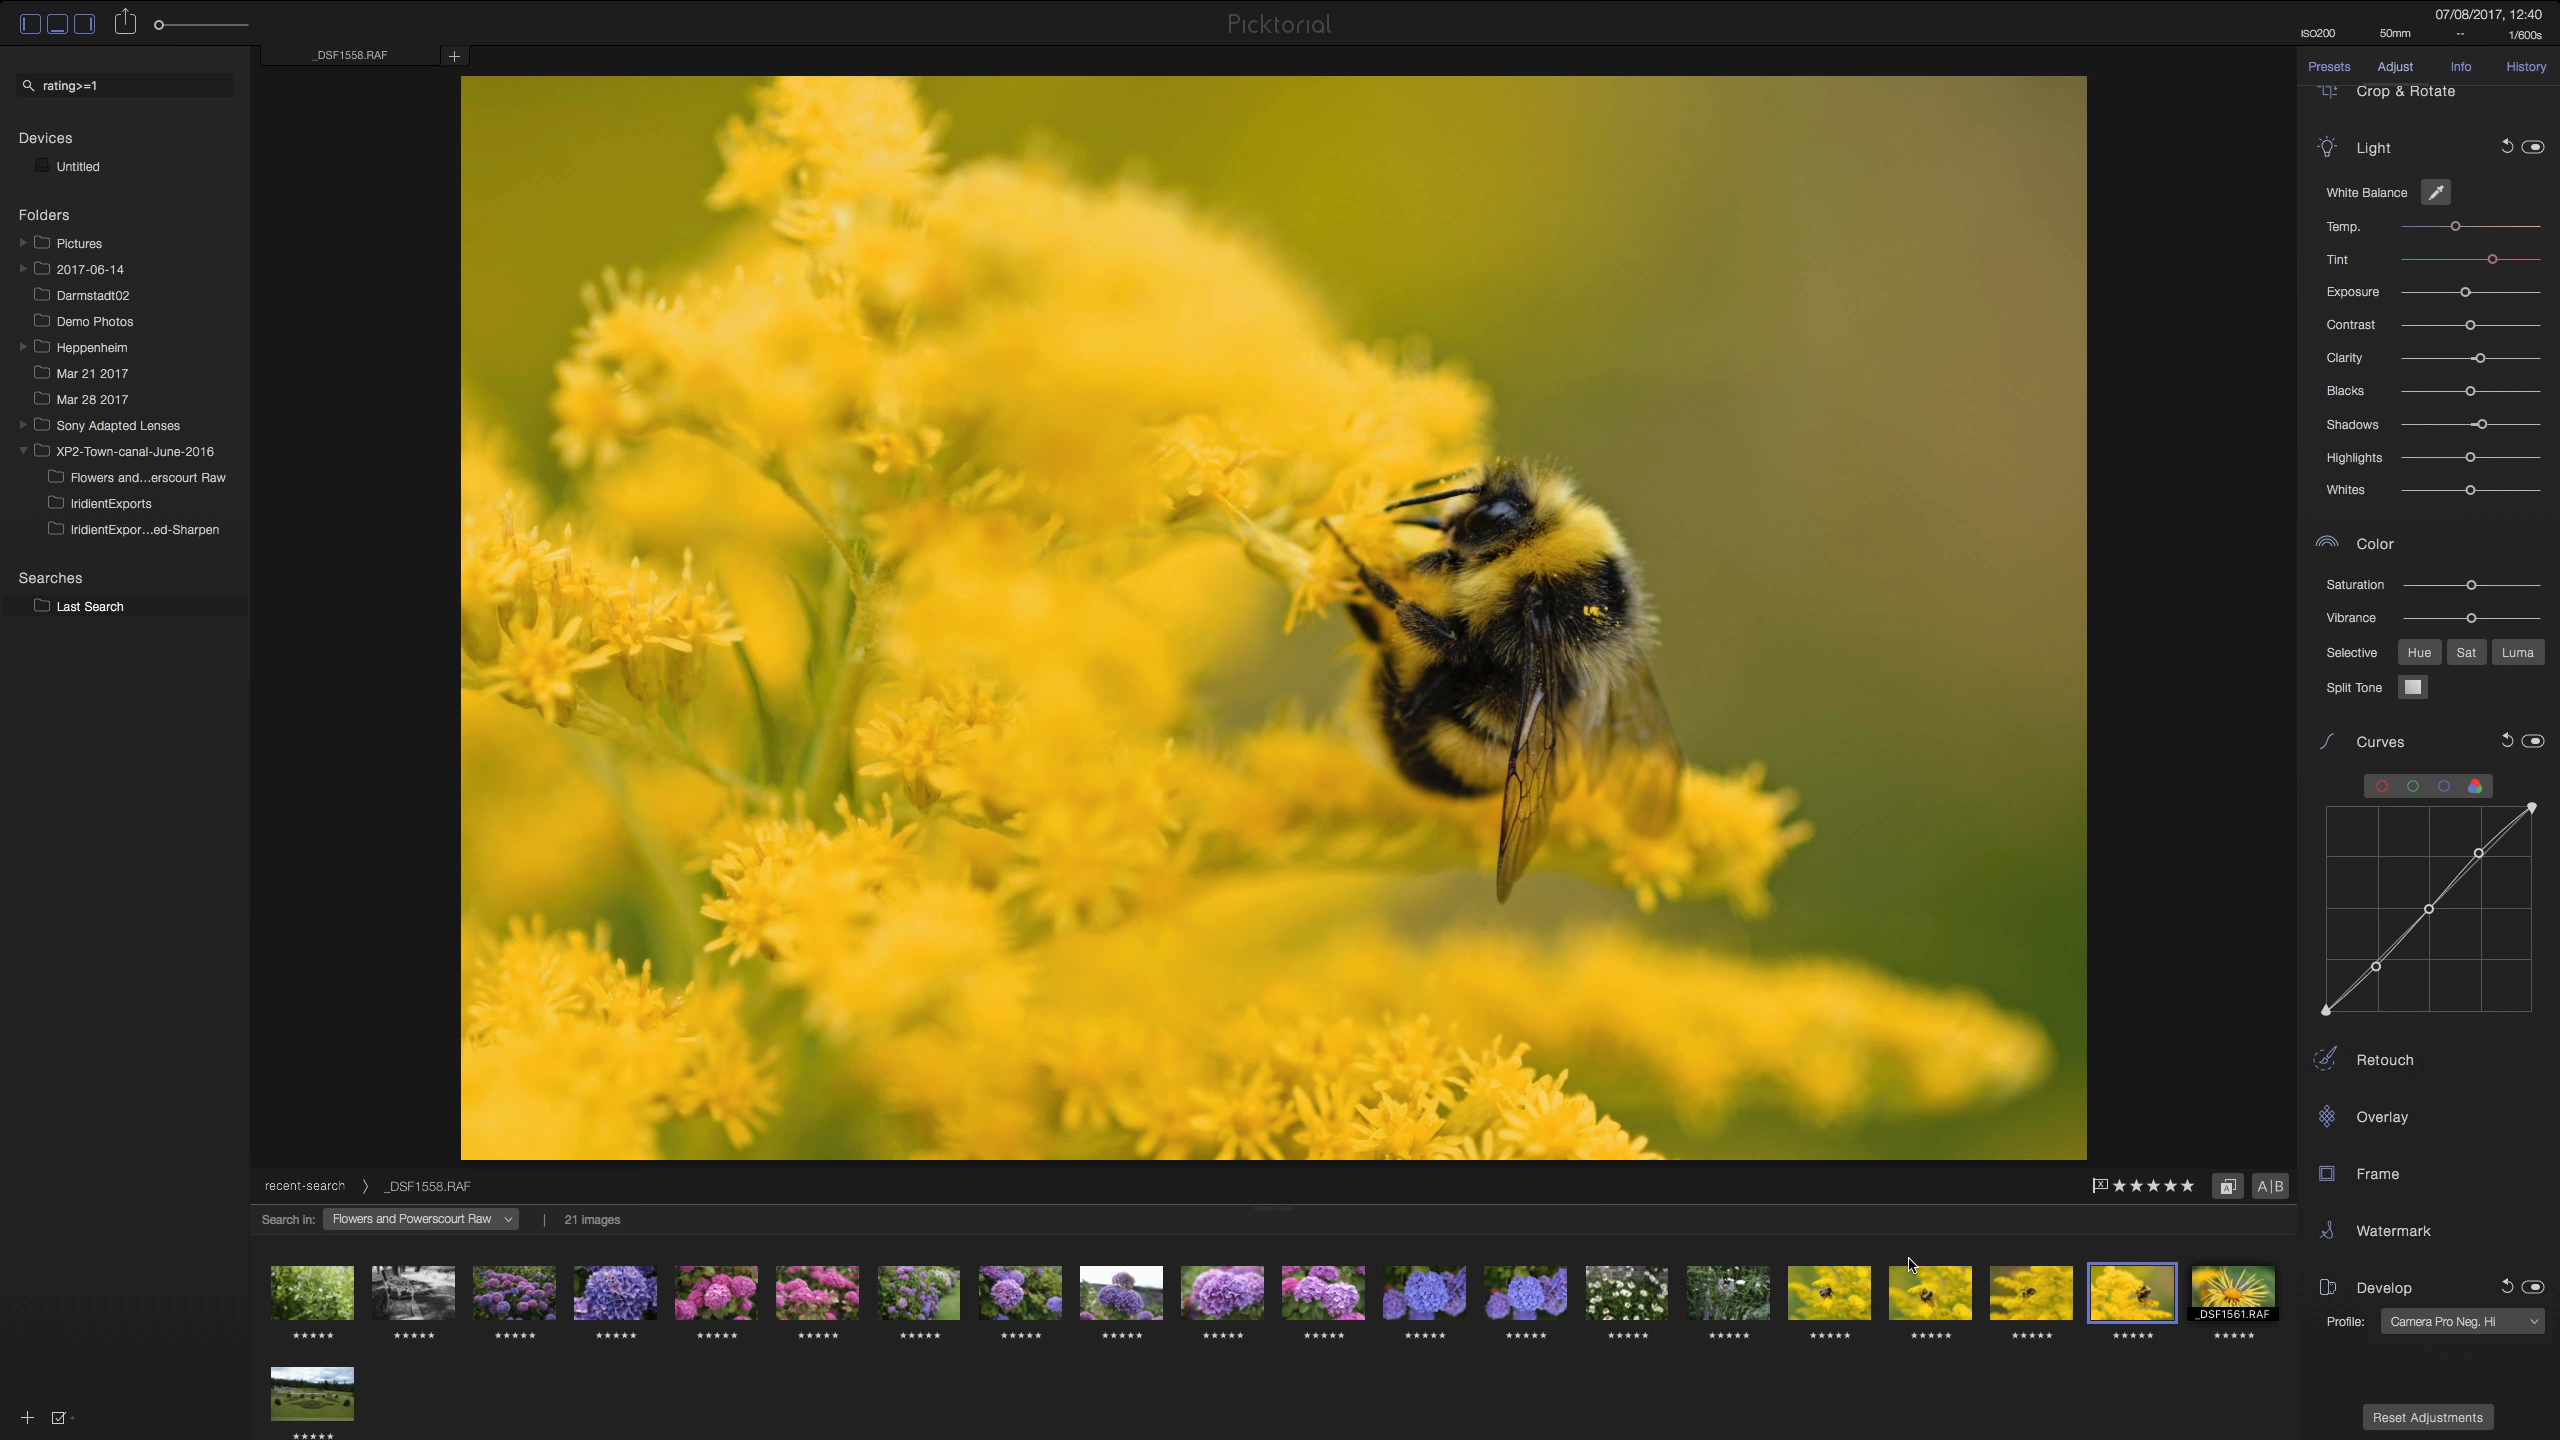 Picktorial
07/08/2017, 12:40
ISO200 50mm -- 1/600s
_DSF1558.RAF
Presets Adjust Info History
rating>=1
Devices
Untitled
Folders
Pictures
2017-06-14
Darmstadt02
Demo Photos
Heppenheim
Mar 21 2017
Mar 28 2017
Sony Adapted Lenses
XP2-Town-canal-June-2016
Flowers and...erscourt Raw
IridientExports
IridientExpor...ed-Sharpen
Searches
Last Search
Crop & Rotate
Light
White Balance
Temp.
Tint
Exposure
Contrast
Clarity
Blacks
Shadows
Highlights
Whites
Color
Saturation
Vibrance
Selective Hue Sat Luma
Split Tone
Curves
Retouch
Overlay
Frame
Watermark
Develop
Profile: Camera Pro Neg. Hi
Reset Adjustments
recent-search 〉 _DSF1558.RAF
A A|B
Search in: Flowers and Powerscourt Raw | 21 images
_DSF1561.RAF